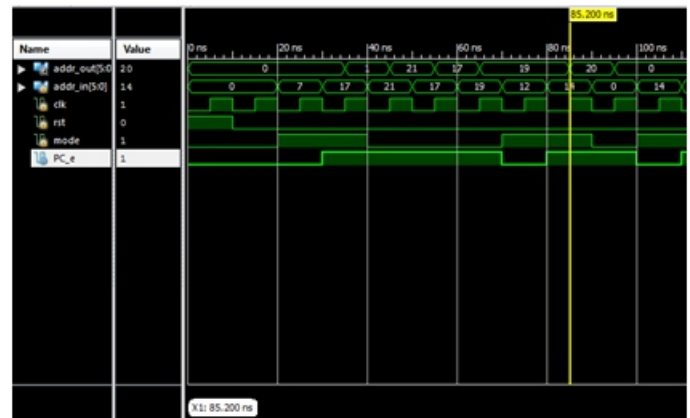 85.200 ns
Name Value 0 ns 20 ns 40 ns 60 ns 80 ns 100 ns
addr_out[5:0 20 0 1 21 17 19 20 0
addr_in[5:0] 14 0 7 17 21 17 19 12 14 0 14
clk 1
rst 0
mode 1
PC_e 1
X1: 85.200 ns